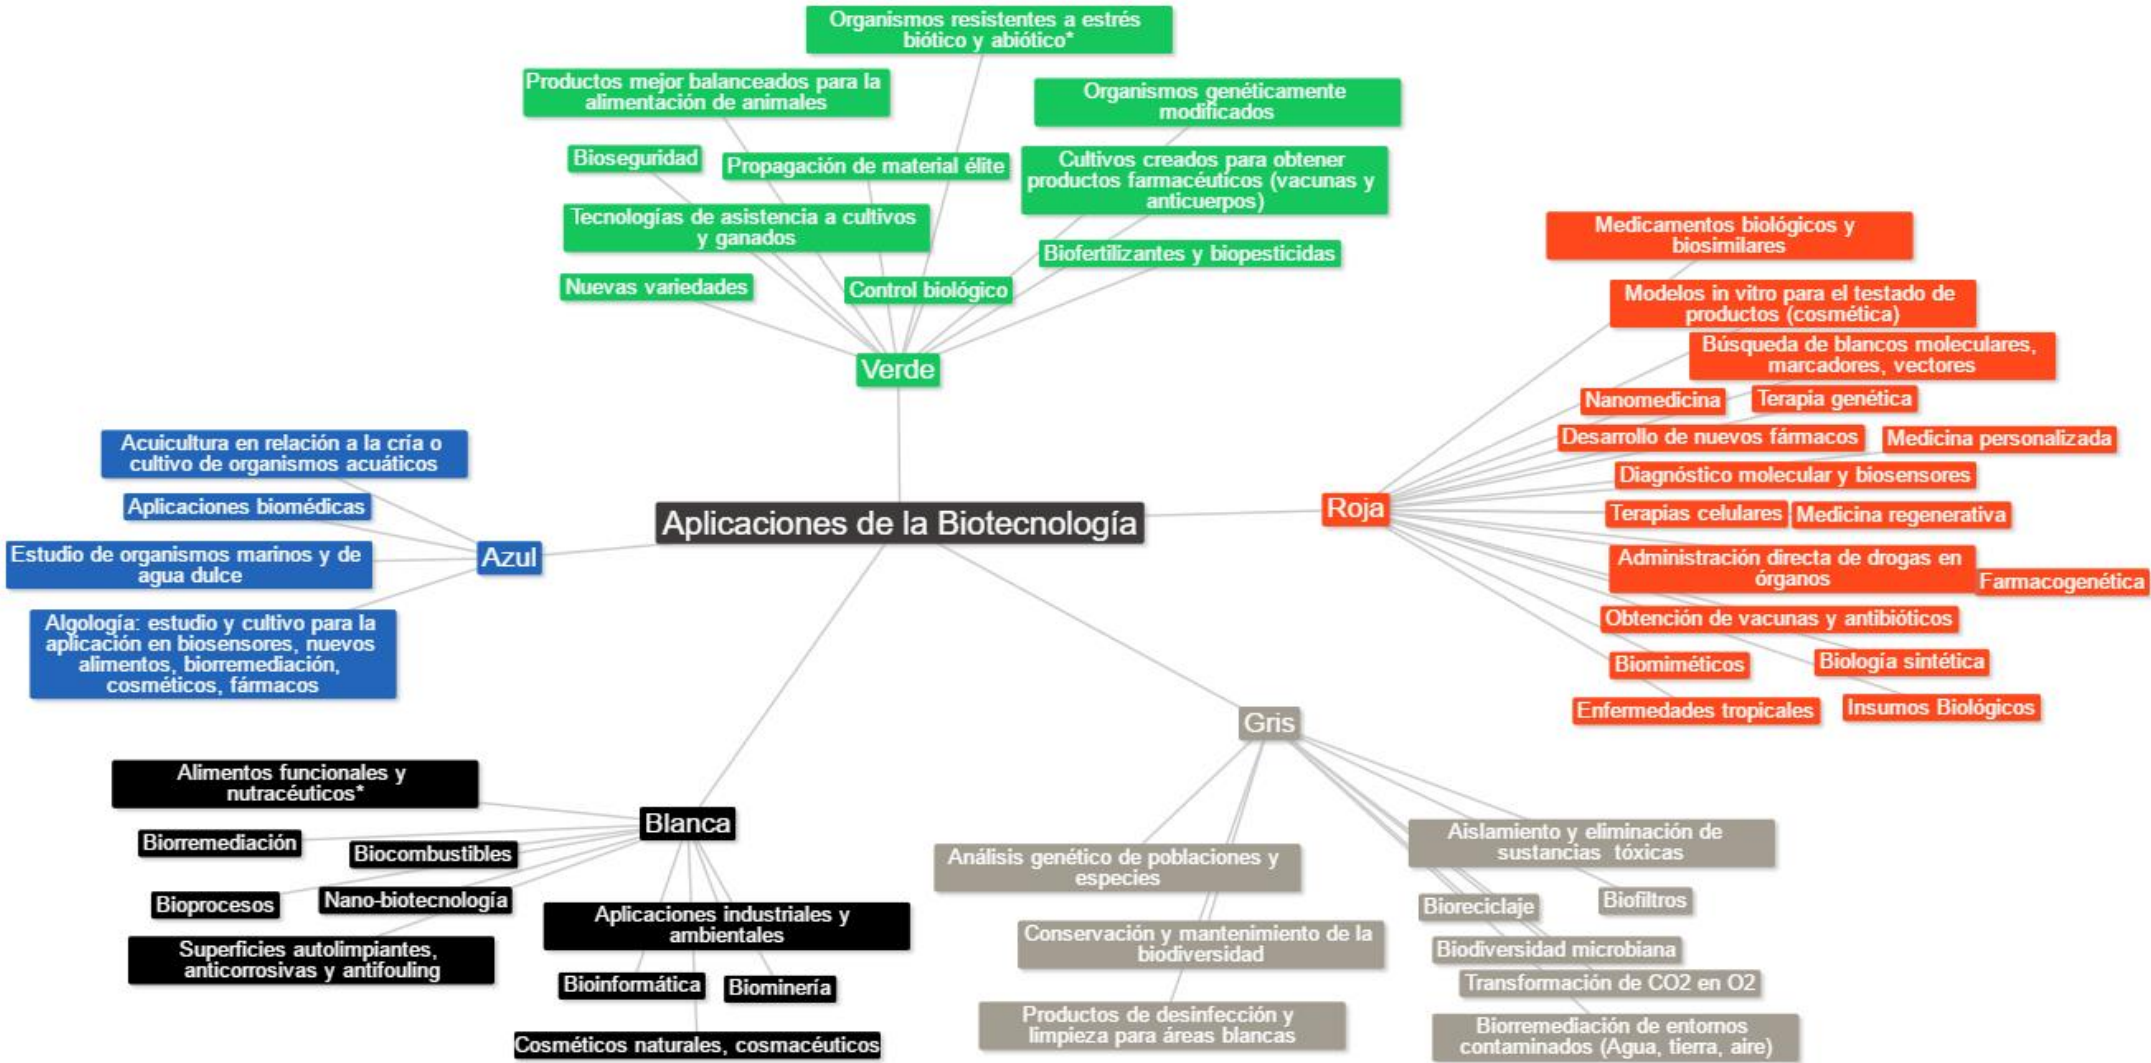 Organismos resistentes a estrés
biótico y abiótico*
Productos mejor balanceados para la
alimentación de animales
Organismos genéticamente
modificados
Bioseguridad
Propagación de material élite
Cultivos creados para obtener
productos farmacéuticos (vacunas y
anticuerpos)
Tecnologías de asistencia a cultivos
y ganados
Biofertilizantes y biopesticidas
Nuevas variedades
Control biológico
Verde
Medicamentos biológicos y
biosimilares
Modelos in vitro para el testado de
productos (cosmética)
Búsqueda de blancos moleculares,
marcadores, vectores
Nanomedicina
Terapia genética
Desarrollo de nuevos fármacos
Medicina personalizada
Diagnóstico molecular y biosensores
Roja
Terapias celulares
Medicina regenerativa
Administración directa de drogas en
órganos
Farmacogenética
Obtención de vacunas y antibióticos
Biomiméticos
Biología sintética
Enfermedades tropicales
Insumos Biológicos
Aplicaciones de la Biotecnología
Acuicultura en relación a la cría o
cultivo de organismos acuáticos
Aplicaciones biomédicas
Estudio de organismos marinos y de
agua dulce
Azul
Algología: estudio y cultivo para la
aplicación en biosensores, nuevos
alimentos, biorremediación,
cosméticos, fármacos
Alimentos funcionales y
nutracéuticos*
Blanca
Biorremediación
Biocombustibles
Bioprocesos
Nano-biotecnología
Superficies autolimpiantes,
anticorrosivas y antifouling
Aplicaciones industriales y
ambientales
Bioinformática
Biominería
Cosméticos naturales, cosmacéuticos
Gris
Análisis genético de poblaciones y
especies
Conservación y mantenimiento de la
biodiversidad
Productos de desinfección y
limpieza para áreas blancas
Aislamiento y eliminación de
sustancias tóxicas
Bioreciclaje
Biofiltros
Biodiversidad microbiana
Transformación de CO2 en O2
Biorremediación de entornos
contaminados (Agua, tierra, aire)